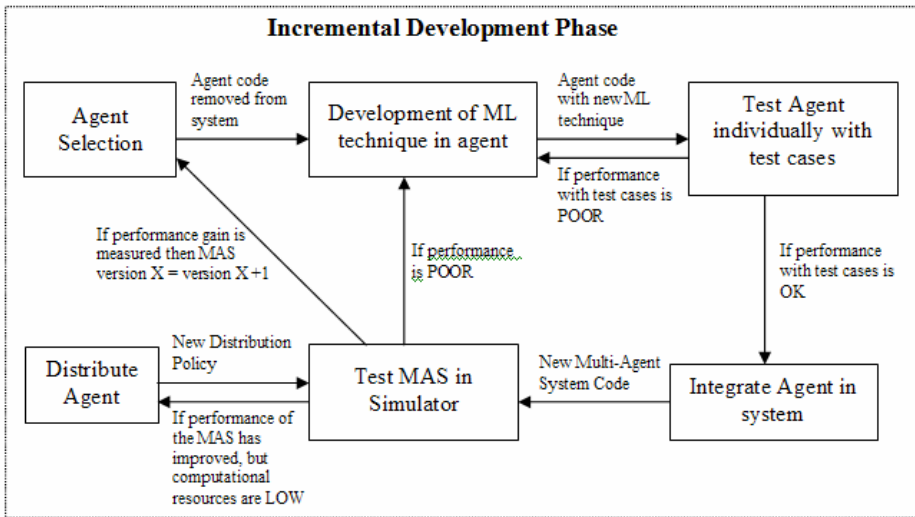 Incremental Development Phase
Agent
Selection
Agent code
removed from
system
Development of ML
technique in agent
Agent code
with new ML
technique
Test Agent
individually with
test cases
If performance
with test cases is
POOR
If performance gain is
measured then MAS
version X = version X+1
If performance
is POOR
If performance
with test cases is
OK
Distribute
Agent
New Distribution
Policy
Test MAS in
Simulator
New Multi-Agent
System Code
Integrate Agent in
system
If performance of
the MAS has
improved, but
computational
resources are LOW